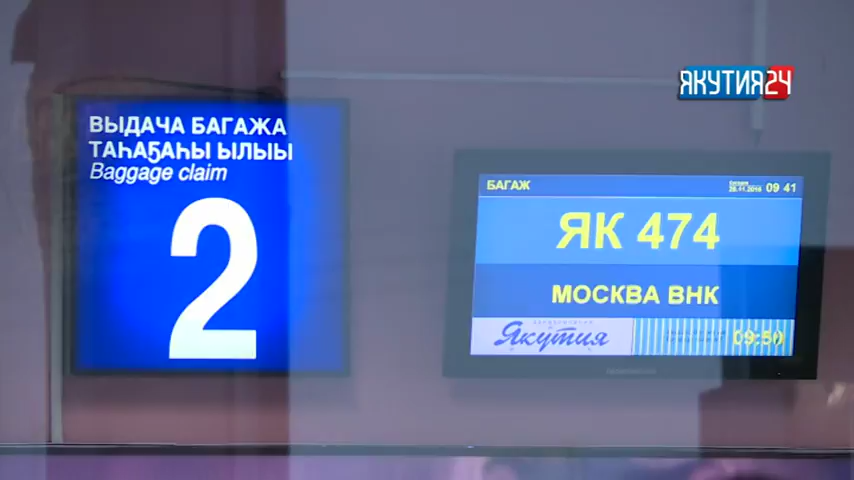 ВЫДАЧА БАГАЖА
ТАҺАҔАҺЫ ЫЛЫЫ
Baggage claim
2
ЯКУТИЯ24
БАГАЖ
09 41
ЯК 474
МОСКВА ВНК
Якутия
09:50